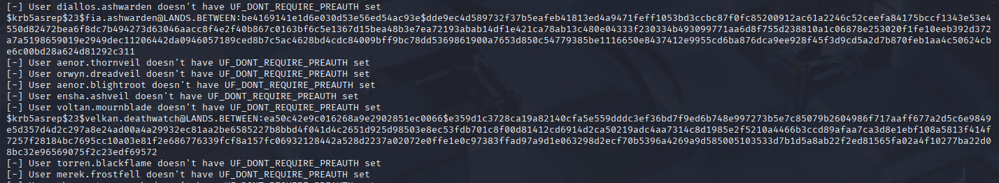 [-] User diallos.ashwarden doesn't have UF_DONT_REQUIRE_PREAUTH set
$krb5asrep$23$fia.ashwarden@LANDS.BETWEEN:be4169141e1d6e030d53e56ed54ac93e$dde9ec4d589732f37b5eafeb41813ed4a9471feff1053bd3ccbc87f0fc85200912ac61a2246c52ceefa84175bccf1343e53e4
550d82472bea6f8dc7b494273d63046aacc8f4e2f40b867c0163bf6c5e1367d15bea48b3e7ea72193abab14df1e421ca78ab13c480e04333f230334b493099771aa6d8f755d238810a1c06878e253020f1fe10eeb392d372
a7a5198659019e2949dec11206442da0946057189ced8b7c5ac4628bd4cdc84009bff9bc78dd5369861900a7653d850c54779385be1116650e8437412e9955cd6ba876dca9ee928f45f3d9cd5a2d7b870feb1aa4c50624cb
e6c00bd28a624d81292c311
[-] User aenor.thornveil doesn't have UF_DONT_REQUIRE_PREAUTH set
[-] User orwyn.dreadveil doesn't have UF_DONT_REQUIRE_PREAUTH set
[-] User aenor.blightroot doesn't have UF_DONT_REQUIRE_PREAUTH set
[-] User ensha.ashveil doesn't have UF_DONT_REQUIRE_PREAUTH set
[-] User voltan.mournblade doesn't have UF_DONT_REQUIRE_PREAUTH set
$krb5asrep$23$velkan.deathwatch@LANDS.BETWEEN:ea50c42e9c016268a9e2902851ec0066$e359d1c3728ca19a82140cfa5e559dddc3ef36bd7f9ed6b748e997273b5e7c85079b2604986f717aaff677a2d5c6e9849
e5d357d4d2c297a8e24ad00a4a29932ec81aa2be6585227b8bbd4f041d4c2651d925d98503e8ec53fdb701c8f00d81412cd6914d2ca50219adc4aa7314c8d1985e2f5210a4466b3ccd89afaa7ca3d8e1ebf108a5813f414f
7257f28184bc7695cc10a03e81f2e686776339fcf8a157fc06932128442a528d2237a02072e0ffe1e0c97383ffad97a9d1e063298d2ecf70b5396a4269a9d585005103533d7b1d5a8ab22f2ed81565fa02a4f10277ba22d0
8bc32e96569075f2c23edf69572
[-] User torren.blackflame doesn't have UF_DONT_REQUIRE_PREAUTH set
[-] User merek.frostfell doesn't have UF_DONT_REQUIRE_PREAUTH set